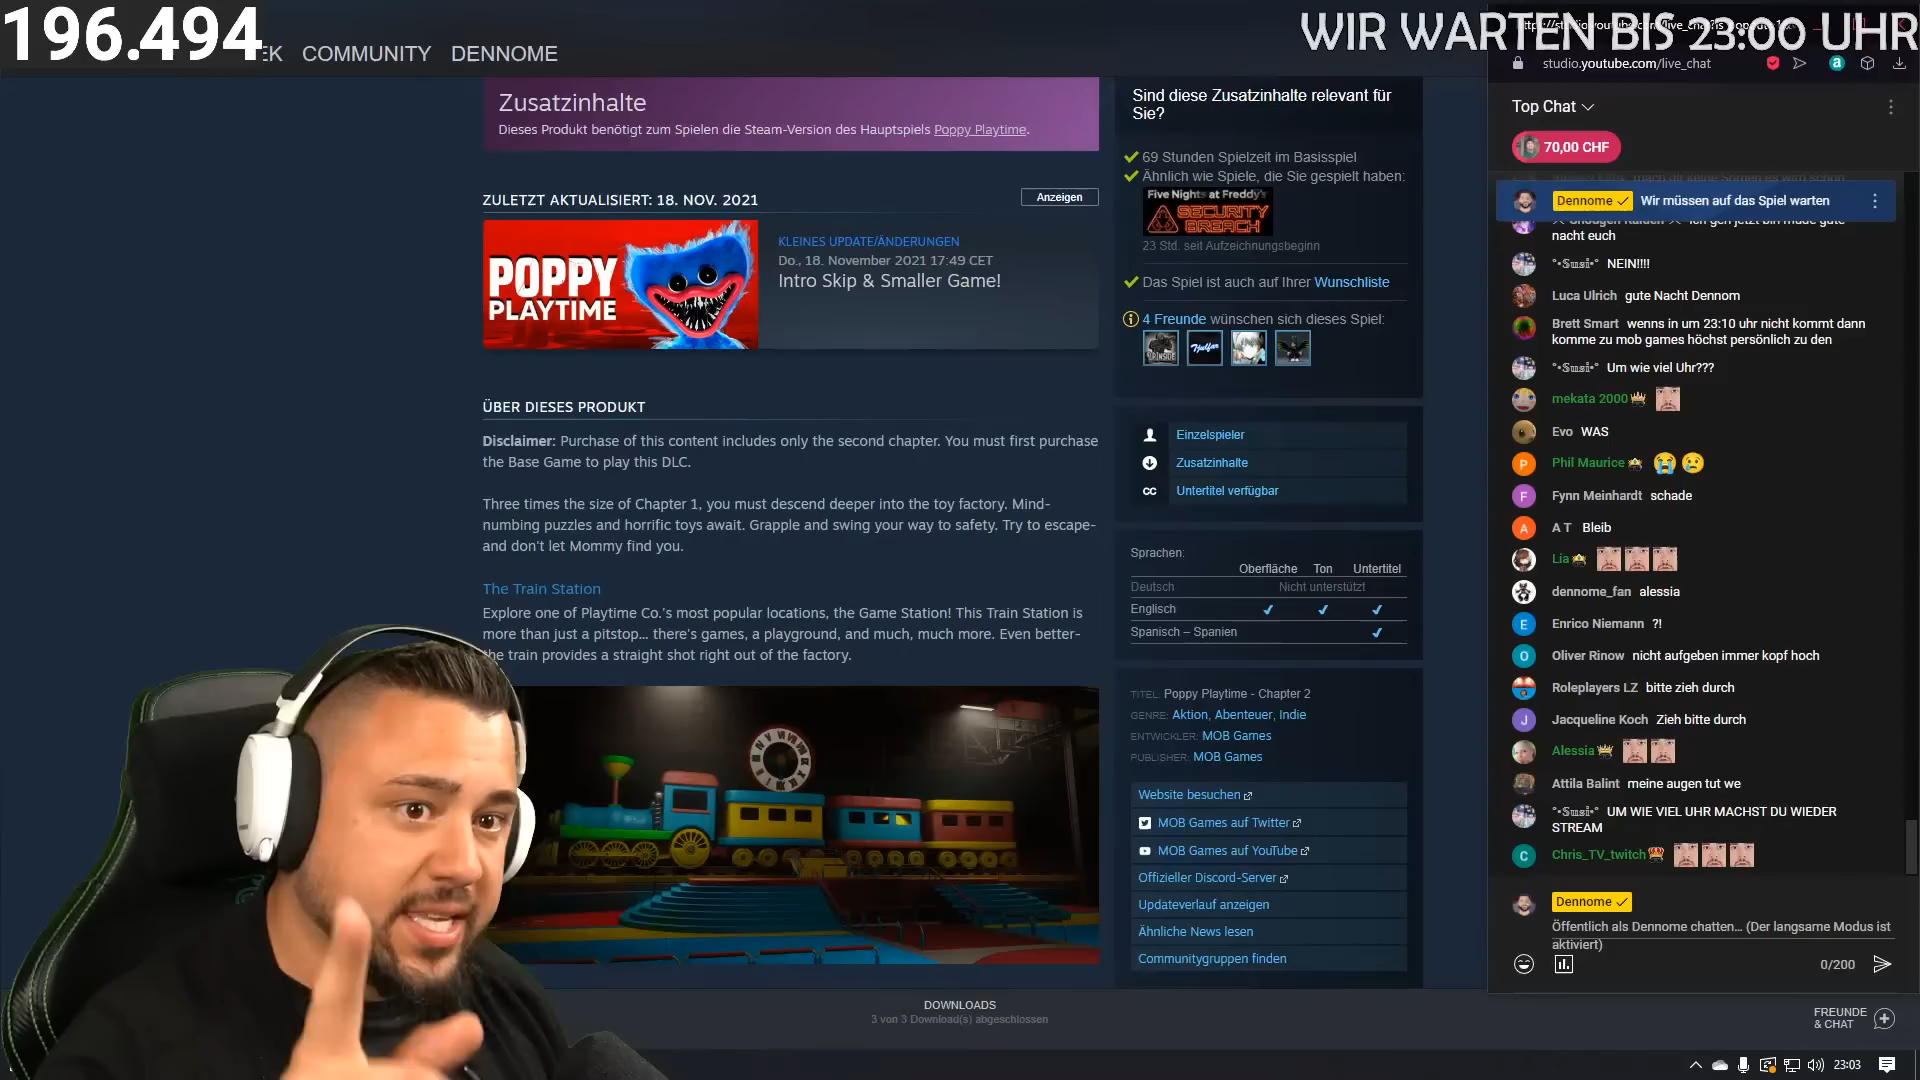 196.494
EK COMMUNITY DENNOME
WIR WARTEN BIS 23:00 UHR
Zusatzinhalte
Dieses Produkt benötigt zum Spielen die Steam-Version des Hauptspiels Poppy Playtime.
ZULETZT AKTUALISIERT: 18. NOV. 2021
Anzeigen
POPPY
PLAYTIME
KLEINES UPDATE/ÄNDERUNGEN
Do., 18. November 2021 17:49 CET
Intro Skip & Smaller Game!
ÜBER DIESES PRODUKT
Disclaimer: Purchase of this content includes only the second chapter. You must first purchase
the Base Game to play this DLC.
Three times the size of Chapter 1, you must descend deeper into the toy factory. Mind-
numbing puzzles and horrific toys await. Grapple and swing your way to safety. Try to escape-
and don't let Mommy find you.
The Train Station
Explore one of Playtime Co.'s most popular locations, the Game Station! This Train Station is
more than just a pitstop... there's games, a playground, and much, much more. Even better-
the train provides a straight shot right out of the factory.
Sind diese Zusatzinhalte relevant für
Sie?
69 Stunden Spielzeit im Basisspiel
Ähnlich wie Spiele, die Sie gespielt haben:
Five Nights at Freddy's
SECURITY
BREACH
23 Std. seit Aufzeichnungsbeginn
Das Spiel ist auch auf Ihrer Wunschliste
4 Freunde wünschen sich dieses Spiel:
Einzelspieler
Zusatzinhalte
CC Untertitel verfügbar
Sprachen:
Oberfläche Ton Untertitel
Deutsch Nicht unterstützt
Englisch ✔ ✔ ✔
Spanisch – Spanien ✔
TITEL: Poppy Playtime - Chapter 2
GENRE: Aktion, Abenteuer, Indie
ENTWICKLER: MOB Games
PUBLISHER: MOB Games
Website besuchen
MOB Games auf Twitter
MOB Games auf YouTube
Offizieller Discord-Server
Updateverlauf anzeigen
Ähnliche News lesen
Communitygruppen finden
DOWNLOADS
3 von 3 Download(s) abgeschlossen
studio.youtube.com/live_chat
Top Chat
70,00 CHF
Dennome ✓ Wir müssen auf das Spiel warten
nacht euch
°•𝕊𝕦𝕤𝕚•° NEIN!!!!
Luca Ulrich gute Nacht Dennom
Brett Smart wenns in um 23:10 uhr nicht kommt dann
komme zu mob games höchst persönlich zu den
°•𝕊𝕦𝕤𝕚•° Um wie viel Uhr???
mekata 2000
Evo WAS
P Phil Maurice 😭 😢
F Fynn Meinhardt schade
A A T Bleib
Lia
dennome_fan alessia
E Enrico Niemann ?!
O Oliver Rinow nicht aufgeben immer kopf hoch
Roleplayers LZ bitte zieh durch
J Jacqueline Koch Zieh bitte durch
Alessia
Attila Balint meine augen tut we
°•𝕊𝕦𝕤𝕚•° UM WIE VIEL UHR MACHST DU WIEDER
STREAM
C Chris_TV_twitch
Dennome ✓
Öffentlich als Dennome chatten… (Der langsame Modus ist
aktiviert)
0/200
FREUNDE
& CHAT
23:03